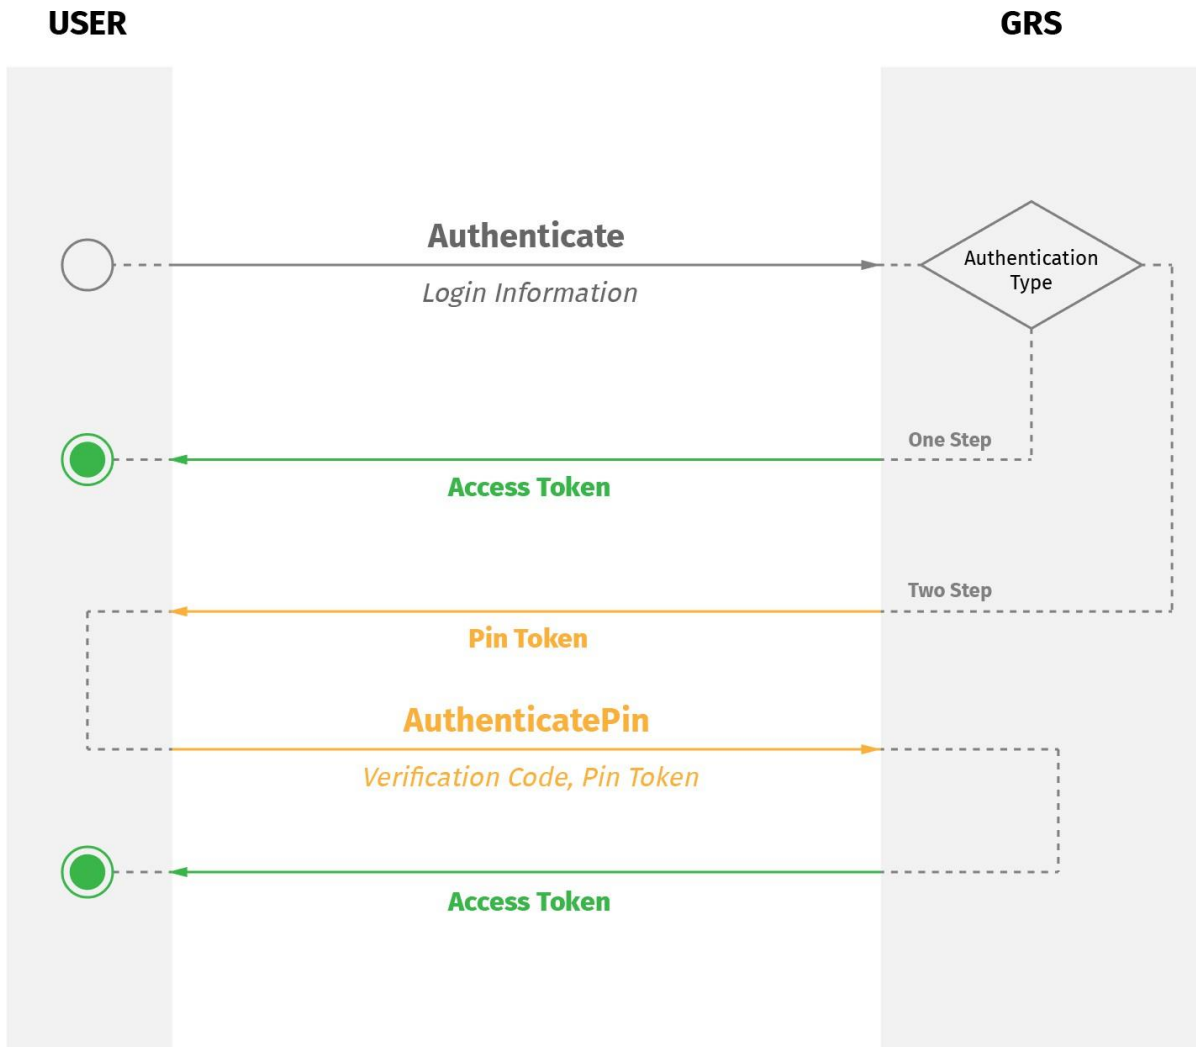 USER
GRS
Authenticate
Login Information
Authentication
Type
One Step
Access Token
Two Step
Pin Token
AuthenticatePin
Verification Code, Pin Token
Access Token